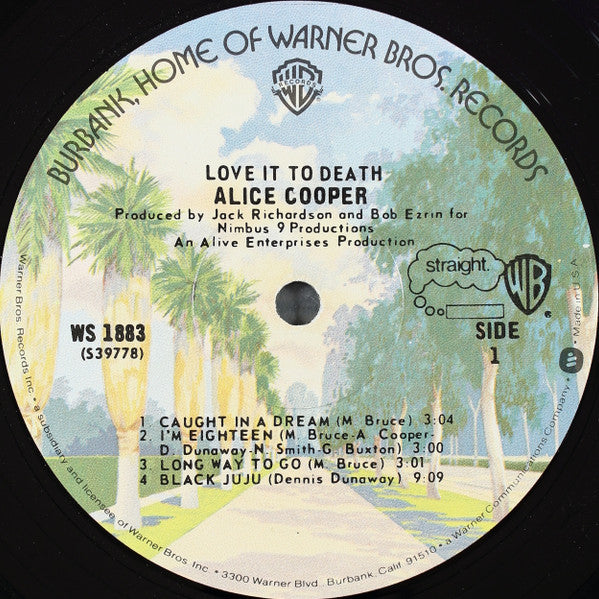 BURBANK, HOME OF WARNER BROS. RECORDS
WB
RECORDS
LOVE IT TO DEATH
ALICE COOPER
Produced by Jack Richardson and Bob Ezrin for
Nimbus 9 Productions
An Alive Enterprises Production
straight.
WB
®
WS 1883
(S39778)
SIDE
1
1 CAUGHT IN A DREAM (M. Bruce) 3:04
2. I'M EIGHTEEN (M. Bruce-A. Cooper-
D. Dunaway-N. Smith-G. Buxton) 3:00
3 LONG WAY TO GO (M. Bruce) 3:01
4 BLACK JUJU (Dennis Dunaway) 9:09
Warner Bros. Records Inc. • a subsidiary and licensee of Warner Bros. Inc. • 3300 Warner Blvd., Burbank, Calif. 91510 • a Warner Communications Company. • Made in U.S.A.